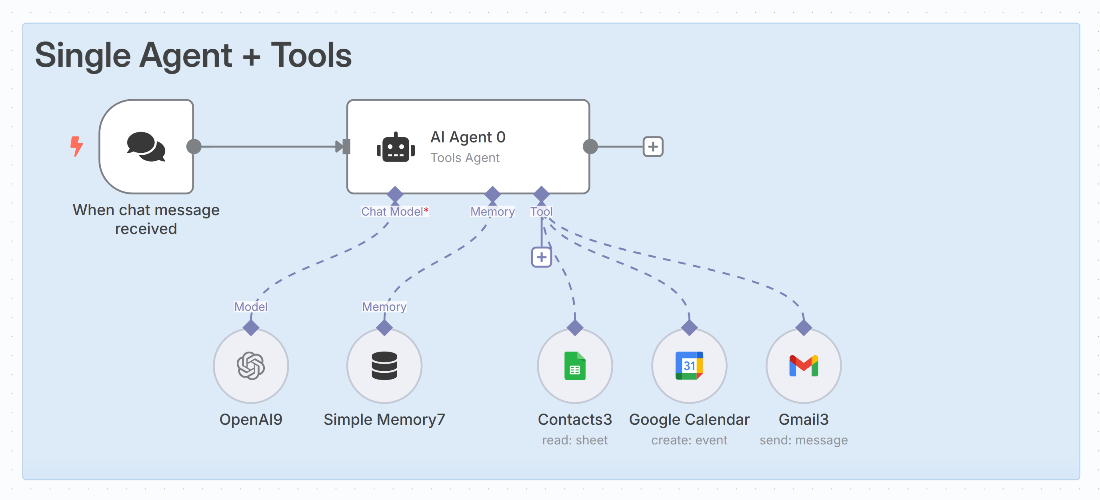 Single Agent + Tools
AI Agent 0
Tools Agent
When chat message
received
Chat Model*
Memory
Tool
Model
Memory
31
OpenAI9
Simple Memory7
Contacts3
read: sheet
Google Calendar
create: event
Gmail3
send: message